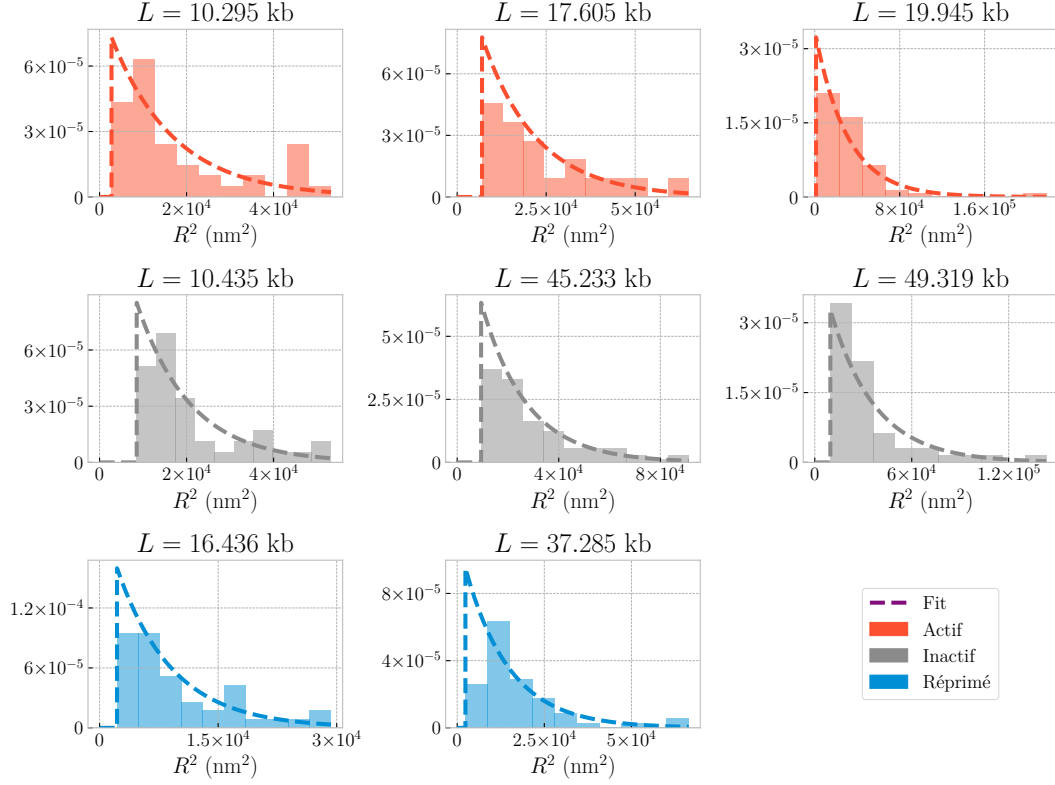 L = 10.295 kb
6×10⁻⁵
3×10⁻⁵
0
0
2×10⁴
4×10⁴
R² (nm²)
L = 17.605 kb
6×10⁻⁵
3×10⁻⁵
0
0
2.5×10⁴
5×10⁴
R² (nm²)
L = 19.945 kb
3×10⁻⁵
1.5×10⁻⁵
0
0
8×10⁴
1.6×10⁵
R² (nm²)
L = 10.435 kb
6×10⁻⁵
3×10⁻⁵
0
0
2×10⁴
4×10⁴
R² (nm²)
L = 45.233 kb
5×10⁻⁵
2.5×10⁻⁵
0
0
4×10⁴
8×10⁴
R² (nm²)
L = 49.319 kb
3×10⁻⁵
1.5×10⁻⁵
0
0
6×10⁴
1.2×10⁵
R² (nm²)
L = 16.436 kb
1.2×10⁻⁴
6×10⁻⁵
0
0
1.5×10⁴
3×10⁴
R² (nm²)
L = 37.285 kb
8×10⁻⁵
4×10⁻⁵
0
0
2.5×10⁴
5×10⁴
R² (nm²)
Fit
Actif
Inactif
Réprimé